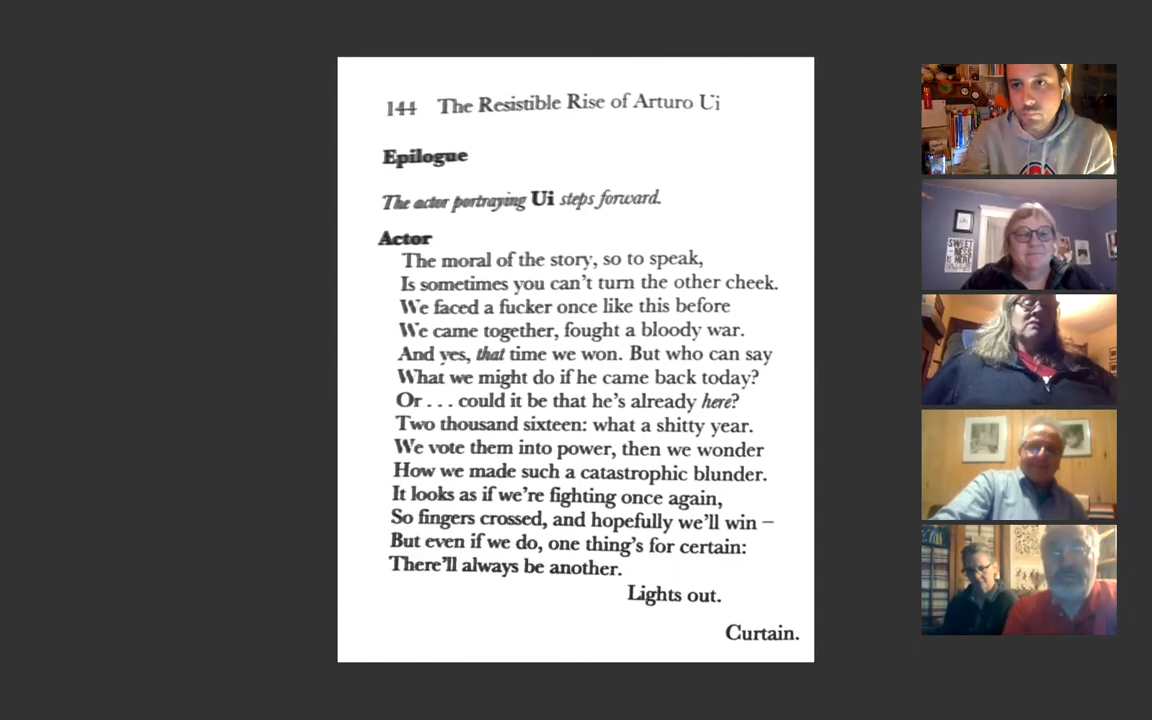 144 The Resistible Rise of Arturo Ui
Epilogue
The actor portraying Ui steps forward.
Actor
The moral of the story, so to speak,
Is sometimes you can't turn the other cheek.
We faced a fucker once like this before
We came together, fought a bloody war.
And yes, that time we won. But who can say
What we might do if he came back today?
Or . . . could it be that he's already here?
Two thousand sixteen: what a shitty year.
We vote them into power, then we wonder
How we made such a catastrophic blunder.
It looks as if we're fighting once again,
So fingers crossed, and hopefully we'll win –
But even if we do, one thing's for certain:
There'll always be another.
Lights out.
Curtain.
SWEET
NESS
HERE